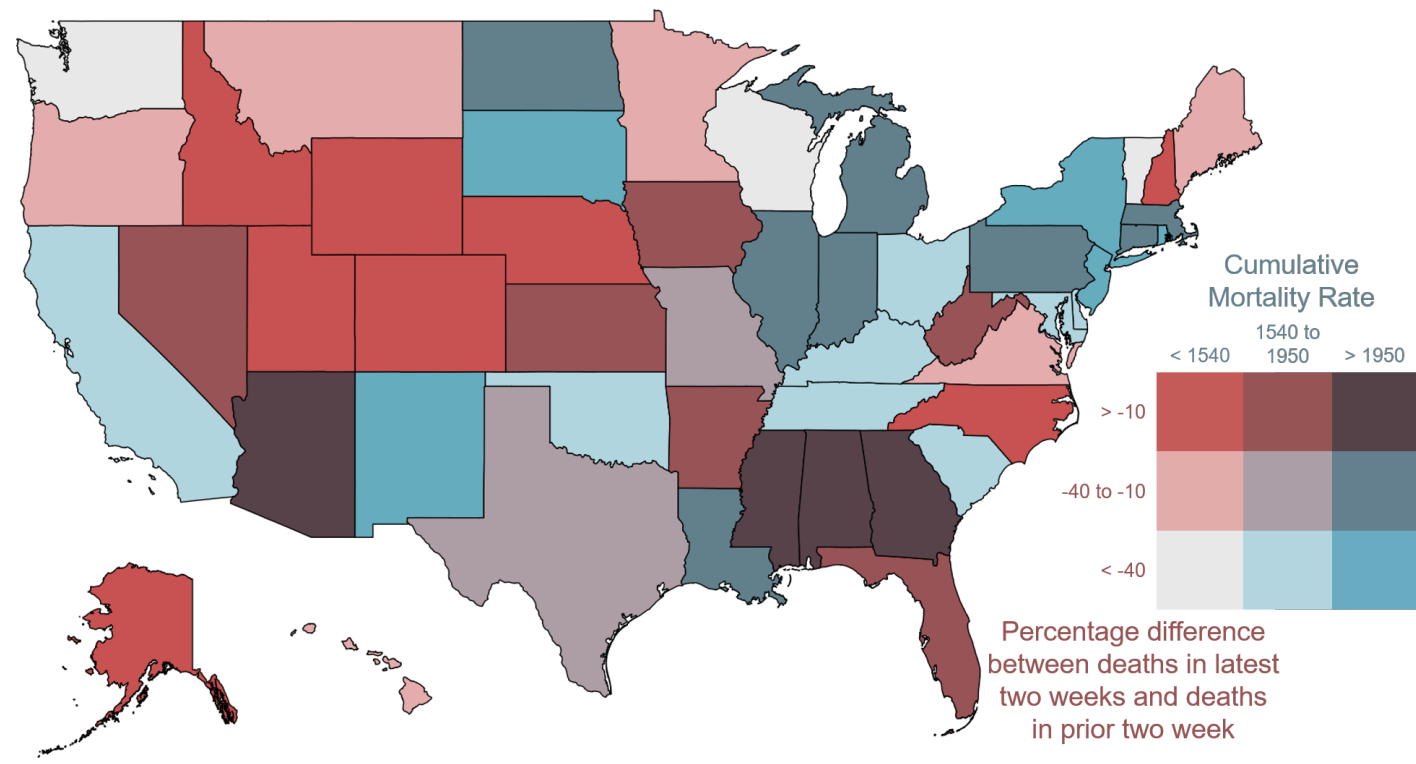 Cumulative
Mortality Rate
1540 to
< 1540 1950 > 1950
> -10
-40 to -10
< -40
Percentage difference
between deaths in latest
two weeks and deaths
in prior two week